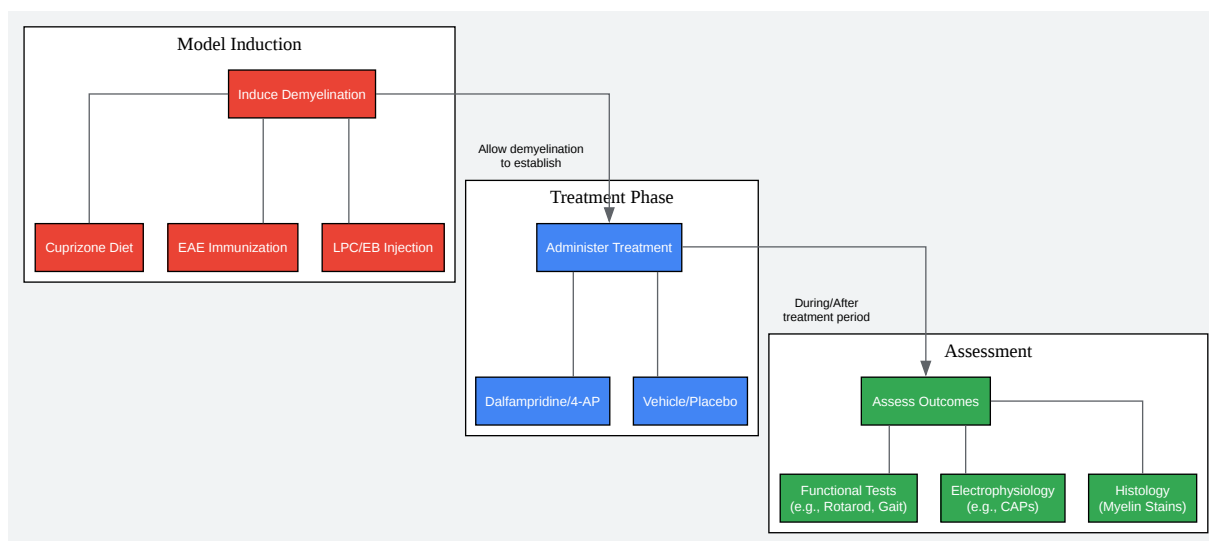 Model Induction
Induce Demyelination
Cuprizone Diet
EAE Immunization
LPC/EB Injection
Allow demyelination
to establish
Treatment Phase
Administer Treatment
Dalfampridine/4-AP
Vehicle/Placebo
During/After
treatment period
Assessment
Assess Outcomes
Functional Tests
(e.g., Rotarod, Gait)
Electrophysiology
(e.g., CAPs)
Histology
(Myelin Stains)